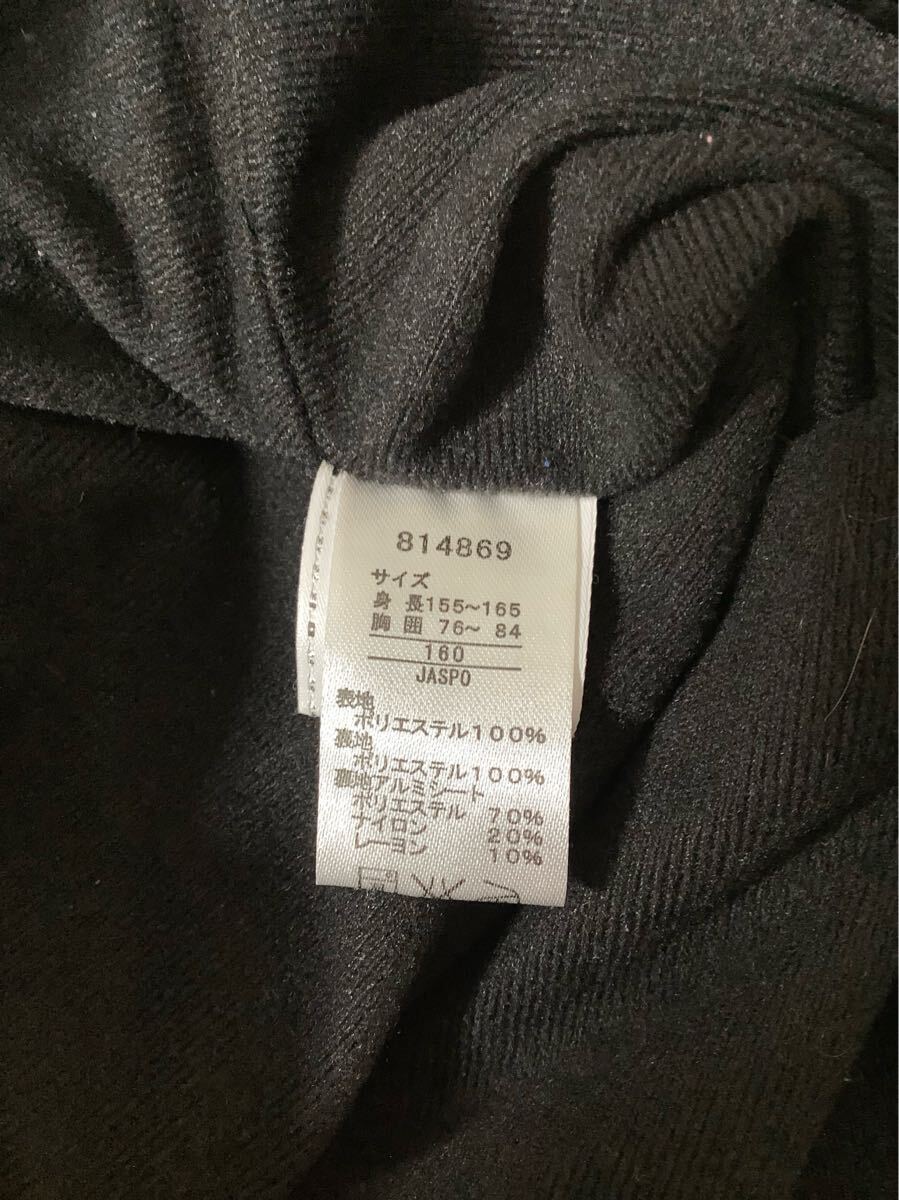 814869
サイズ
身 長155~165
胸 囲 76~ 84
160
JASPO
表地
ポリエステル100%
裏地
ポリエステル100%
裏地アルミシート
ポリエステル 70%
ナイロン 20%
レーヨン 10%